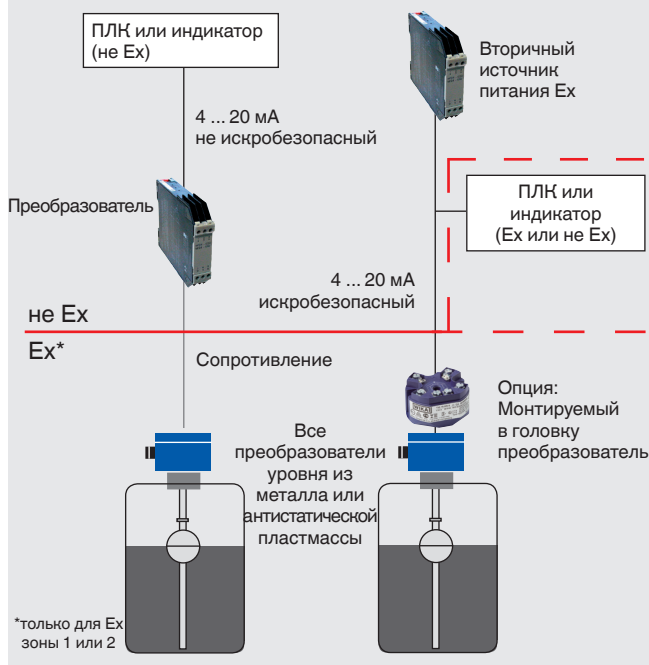 ПЛК или индикатор
(не Ex)
Вторичный
источник
питания Ex
4 ... 20 мА
не искробезопасный
Преобразователь
ПЛК или
индикатор
(Ex или не Ex)
4 ... 20 мА
искробезопасный
не Ex
Ex*
Сопротивление
Опция:
Монтируемый
в головку
преобразователь
Все
преобразователи
уровня из
металла или
антистатической
пластмассы
*только для Ex
зоны 1 или 2